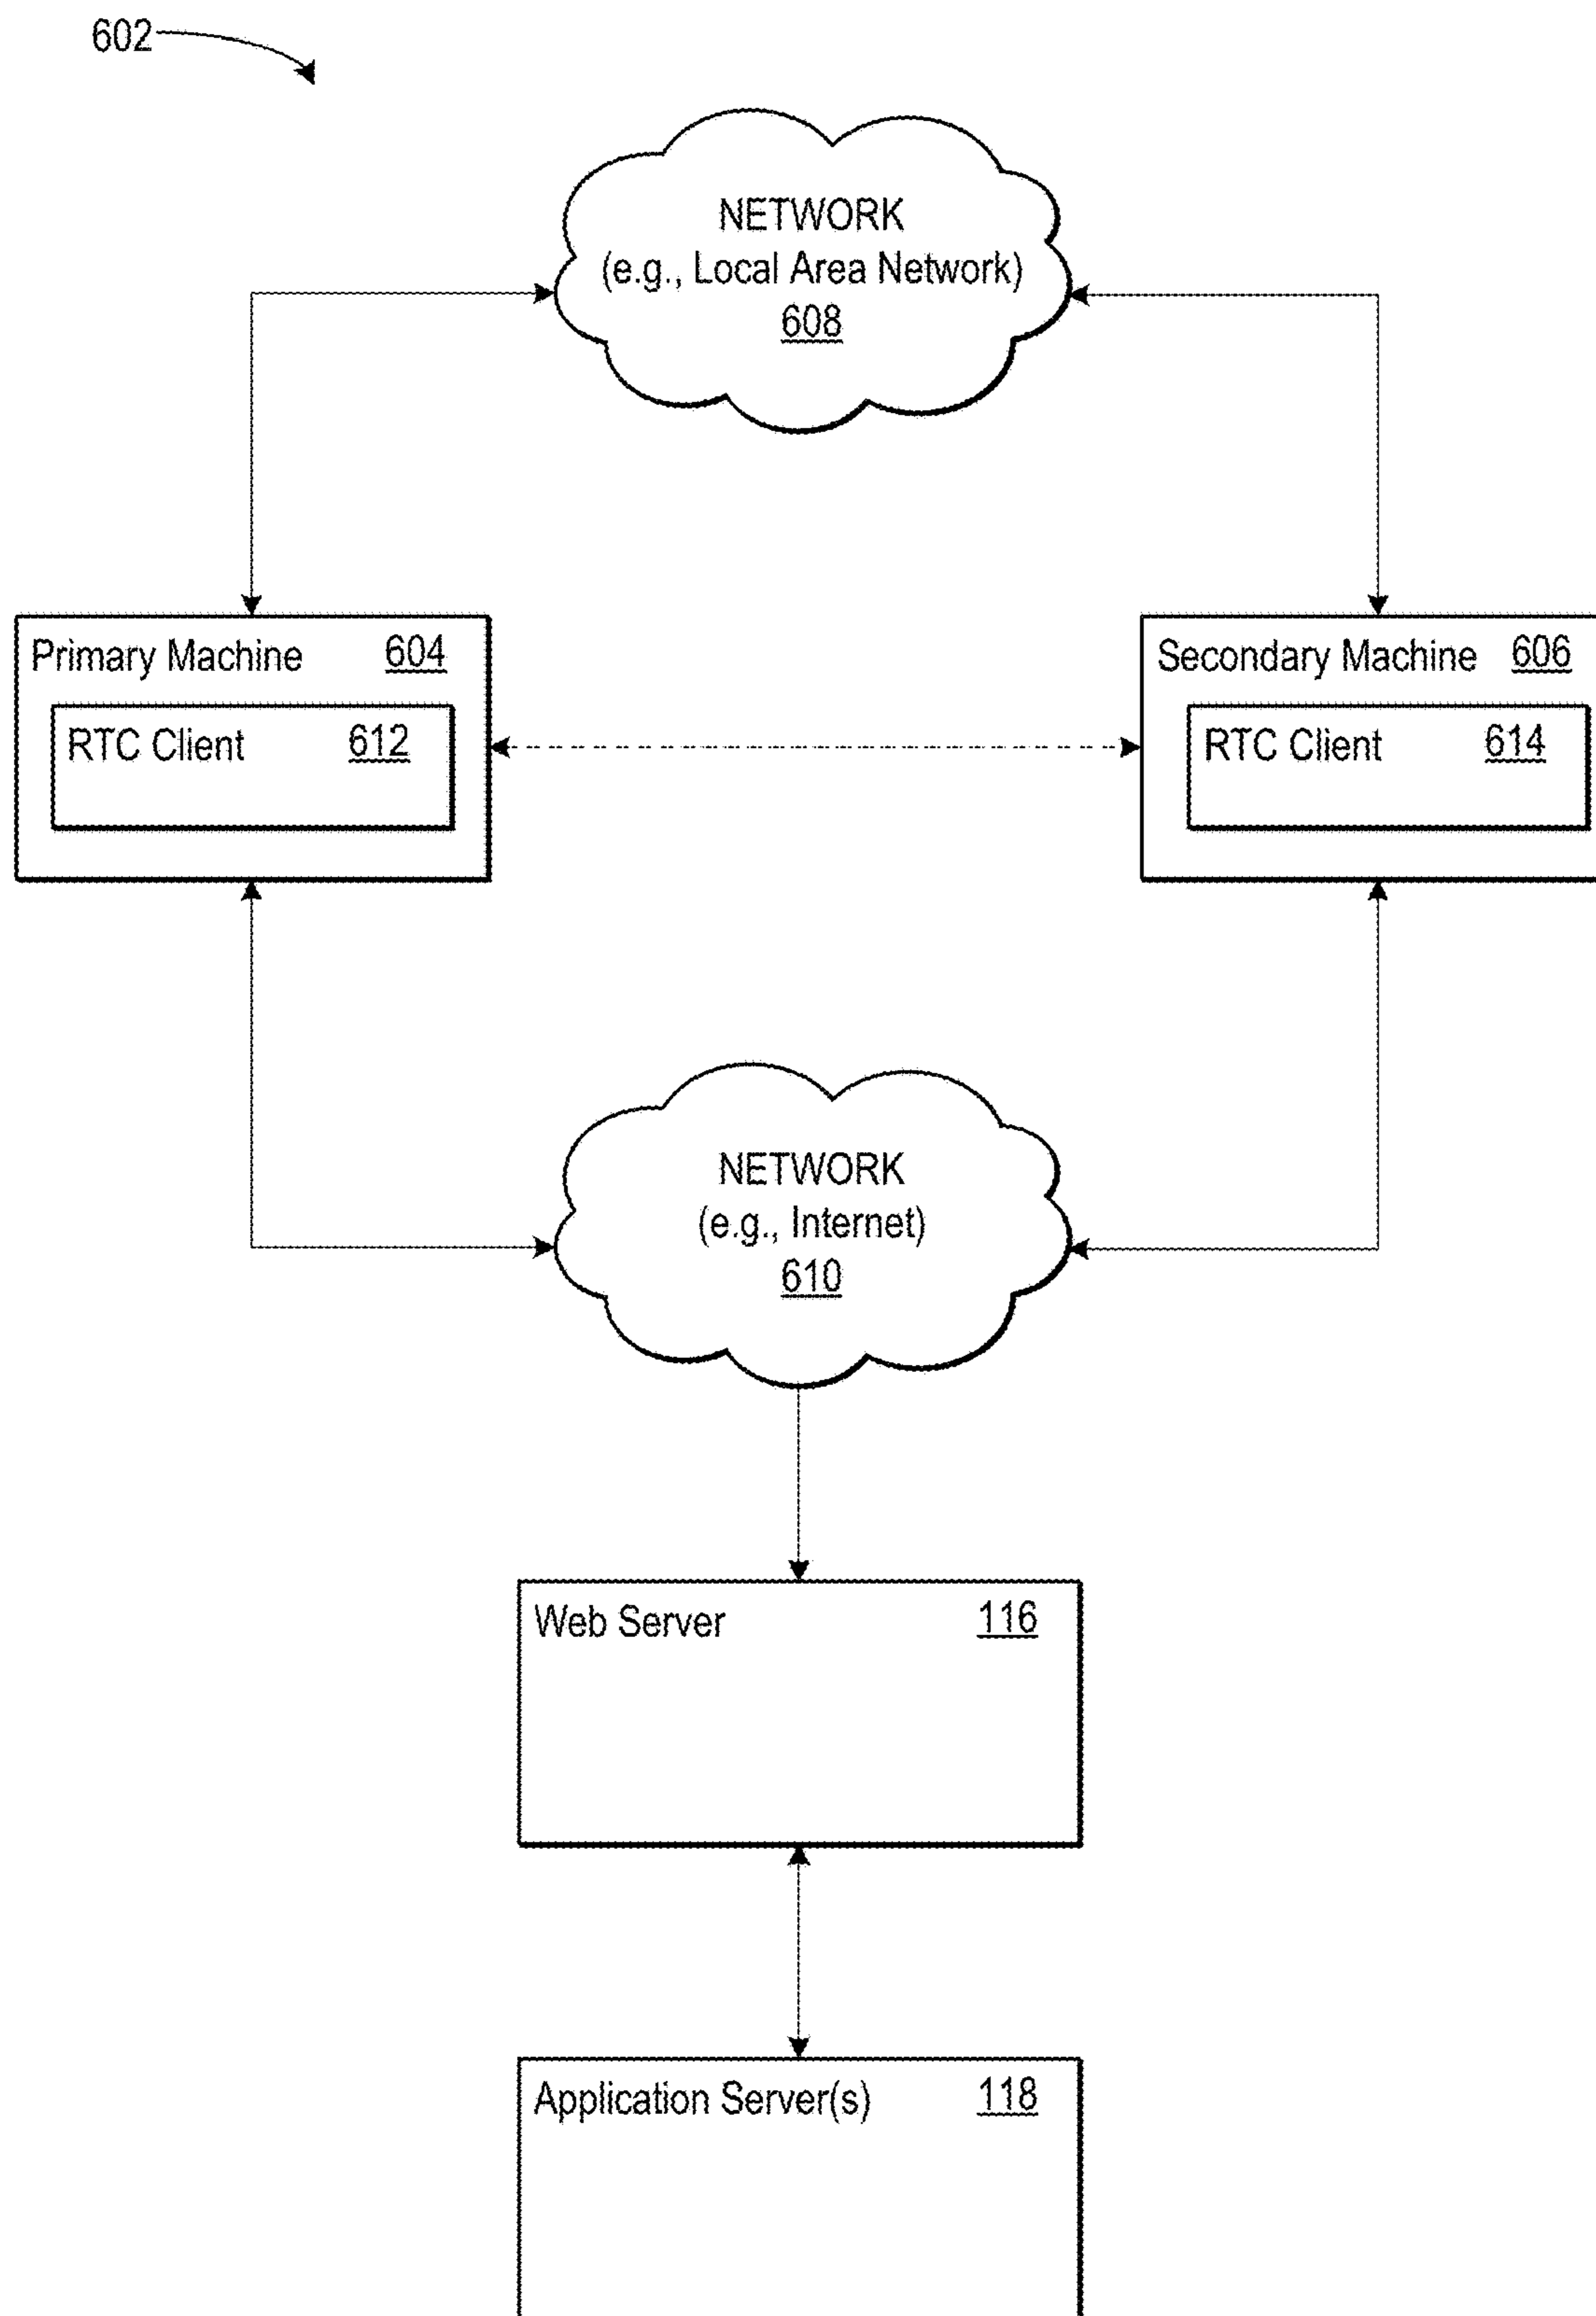 602
NETWORK
(e.g., Local Area Network)
608
Primary Machine 604
RTC Client 612
Secondary Machine 606
RTC Client 614
NETWORK
(e.g., Internet)
610
Web Server 116
Application Server(s) 118